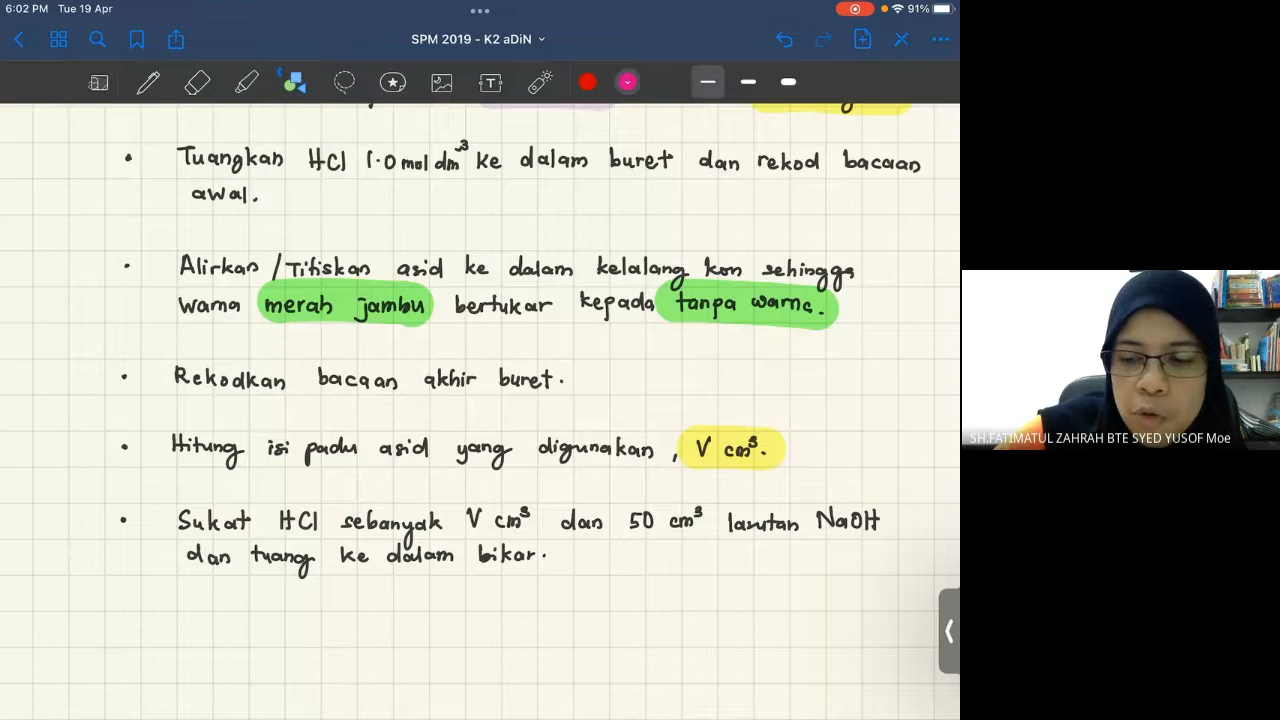 6:02 PM Tue 19 Apr
91%
SPM 2019 - K2 aDiN
T
• Tuangkan HCl 1.0 mol dm⁻³ ke dalam buret dan rekod bacaan
awal.
• Alirkan /Titiskan asid ke dalam kelalang kon sehingga
warna merah jambu bertukar kepada tanpa warna.
• Rekodkan bacaan akhir buret.
• Hitung isi padu asid yang digunakan, V cm³.
• Sukat HCl sebanyak V cm³ dan 50 cm³ larutan NaOH
dan tuang ke dalam bikar.
SH.FATIMATUL ZAHRAH BTE SYED YUSOF Moe